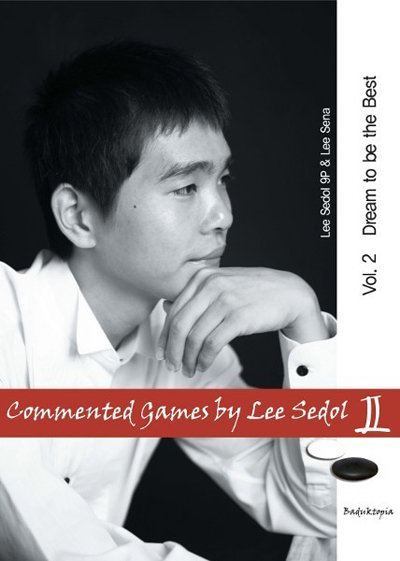 Lee Sedol 9P & Lee Sena
Vol. 2 Dream to be the Best
Commented Games by Lee Sedol II
Baduktopia